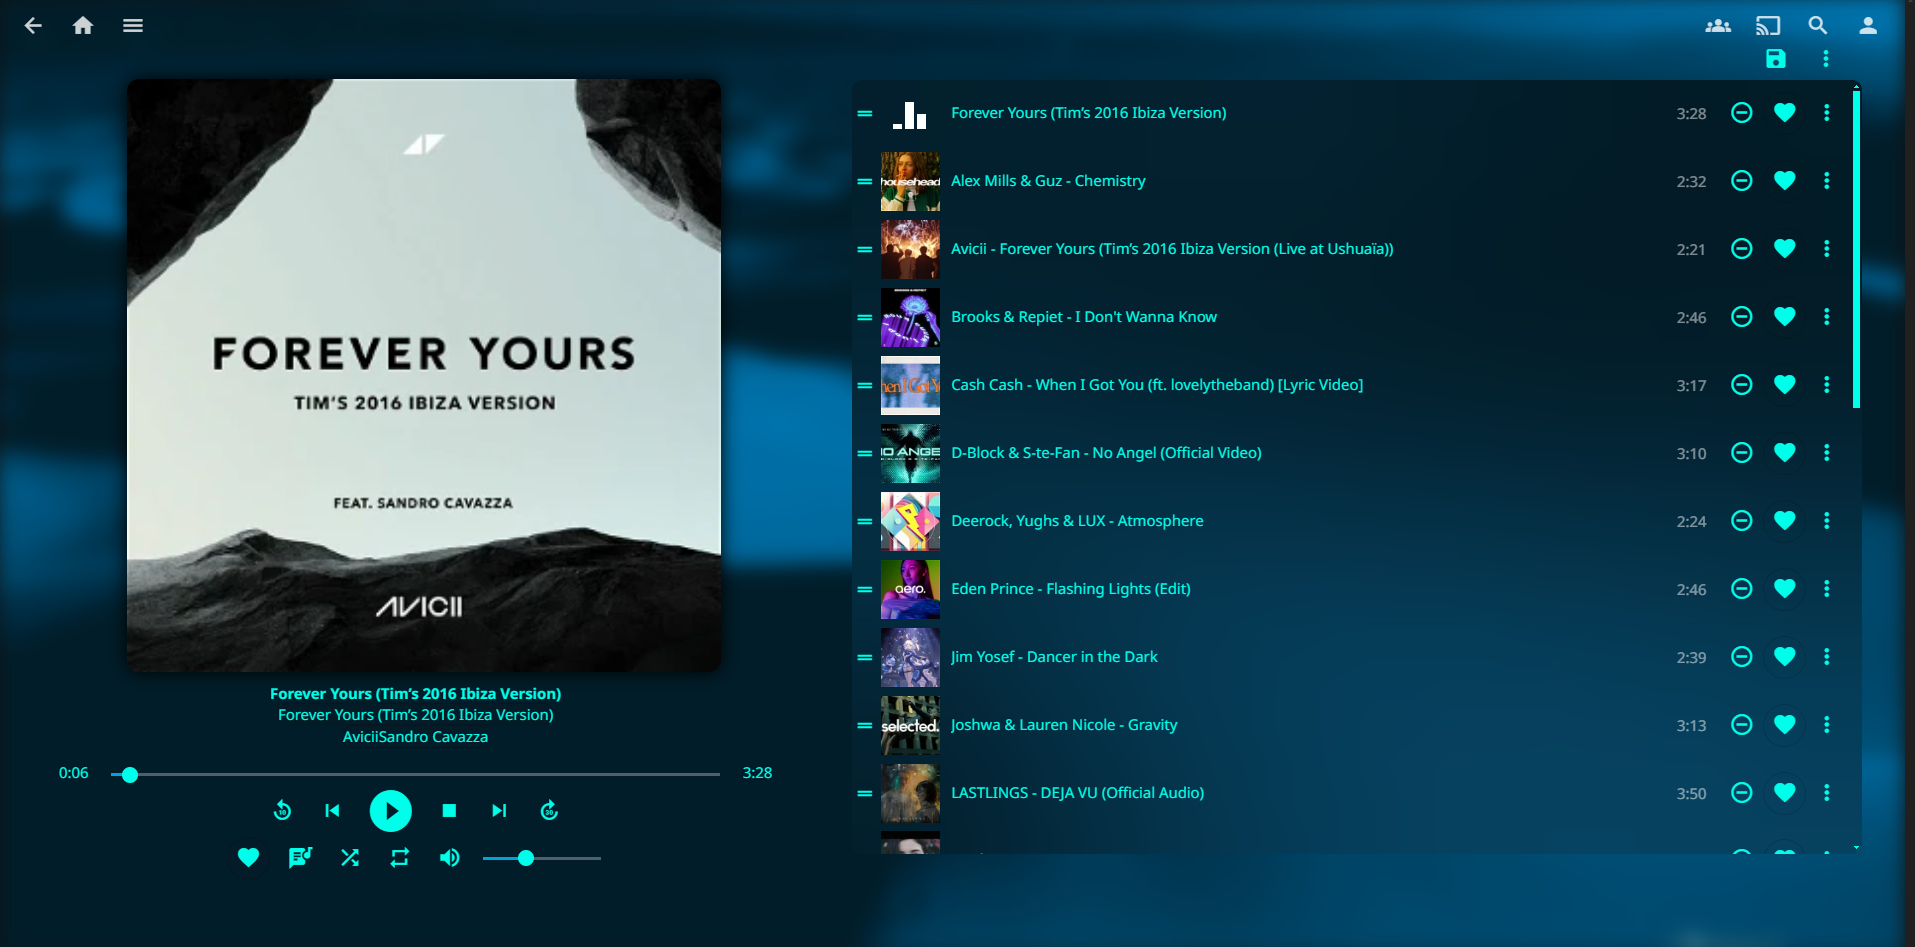 FOREVER YOURS
TIM'S 2016 IBIZA VERSION
FEAT. SANDRO CAVAZZA
AVICII
Forever Yours (Tim's 2016 Ibiza Version)
Forever Yours (Tim's 2016 Ibiza Version)
AviciiSandro Cavazza
0:06 3:28
10 30
Forever Yours (Tim's 2016 Ibiza Version) 3:28
househead
Alex Mills & Guz - Chemistry 2:32
Avicii - Forever Yours (Tim's 2016 Ibiza Version (Live at Ushuaïa)) 2:21
Brooks & Repiet - I Don't Wanna Know 2:46
Cash Cash - When I Got You (ft. lovelytheband) [Lyric Video] 3:17
D-Block & S-te-Fan - No Angel (Official Video) 3:10
Deerock, Yughs & LUX - Atmosphere 2:24
aero.
Eden Prince - Flashing Lights (Edit) 2:46
Jim Yosef - Dancer in the Dark 2:39
selected.
Joshwa & Lauren Nicole - Gravity 3:13
LASTLINGS - DEJA VU (Official Audio) 3:50